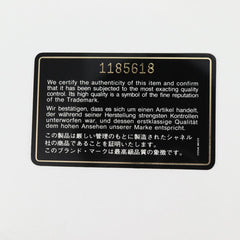 1185618
We certify the authenticity of this item and confirm
that it has been subjected to the most exacting quality
control. Its high quality is a symbol of the fine reputation
of the Trademark.
Wir bestätigen, dass es sich um einen Artikel handelt,
der während seiner Herstellung strengsten Kontrollen
unterworfen war, und dessen erstklassige Qualität
dem hohen Ansehen unserer Marke entspricht.
この製品は厳しい管理のもとに製造されたシャネル
社の商品であることを証明いたします。
このブランド・マークは最高級品質の象徴です。